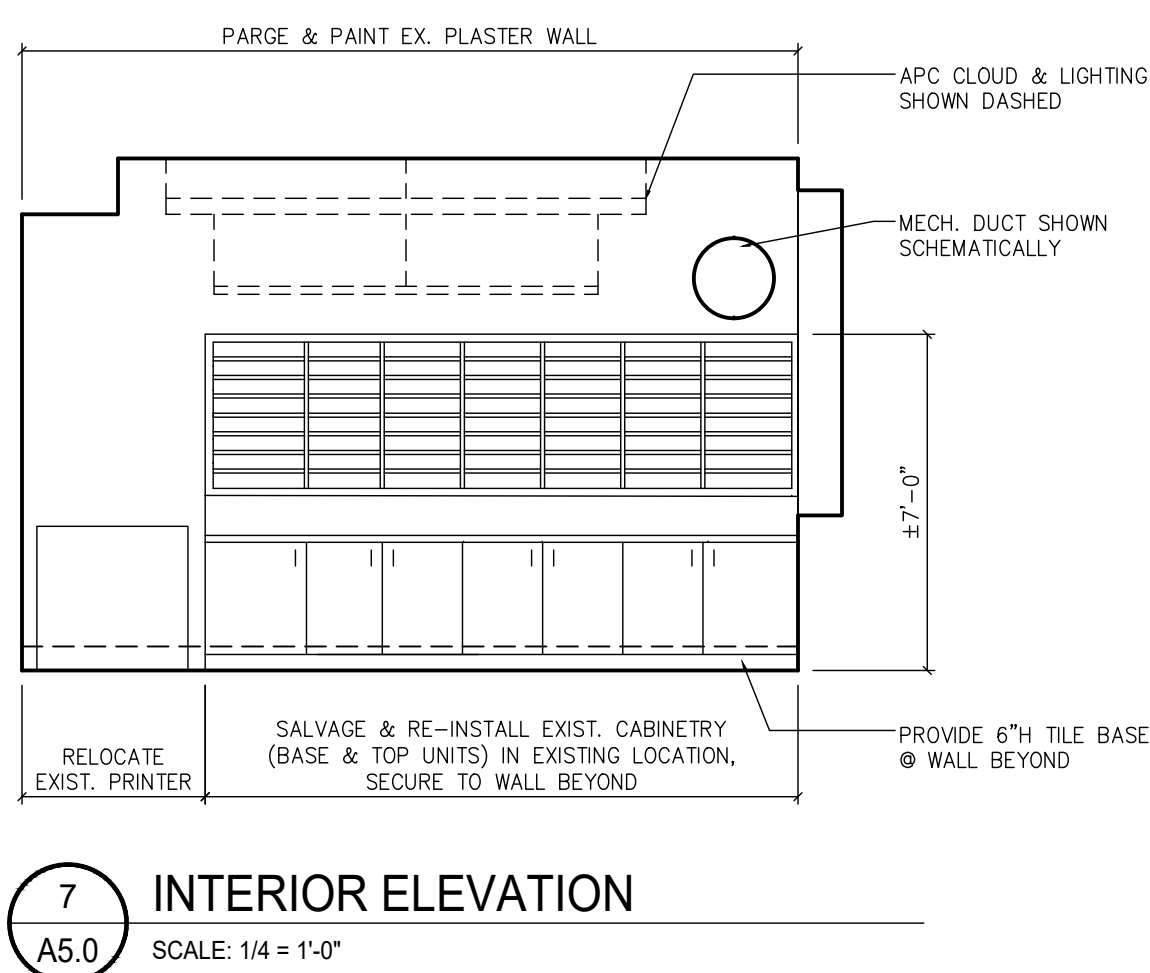 PARGE & PAINT EX. PLASTER WALL
APC CLOUD & LIGHTING
SHOWN DASHED
MECH. DUCT SHOWN
SCHEMATICALLY
±7'-0"
RELOCATE
EXIST. PRINTER
SALVAGE & RE-INSTALL EXIST. CABINETRY
(BASE & TOP UNITS) IN EXISTING LOCATION,
SECURE TO WALL BEYOND
PROVIDE 6"H TILE BASE
@ WALL BEYOND
7
A5.0
INTERIOR ELEVATION
SCALE: 1/4 = 1'-0"